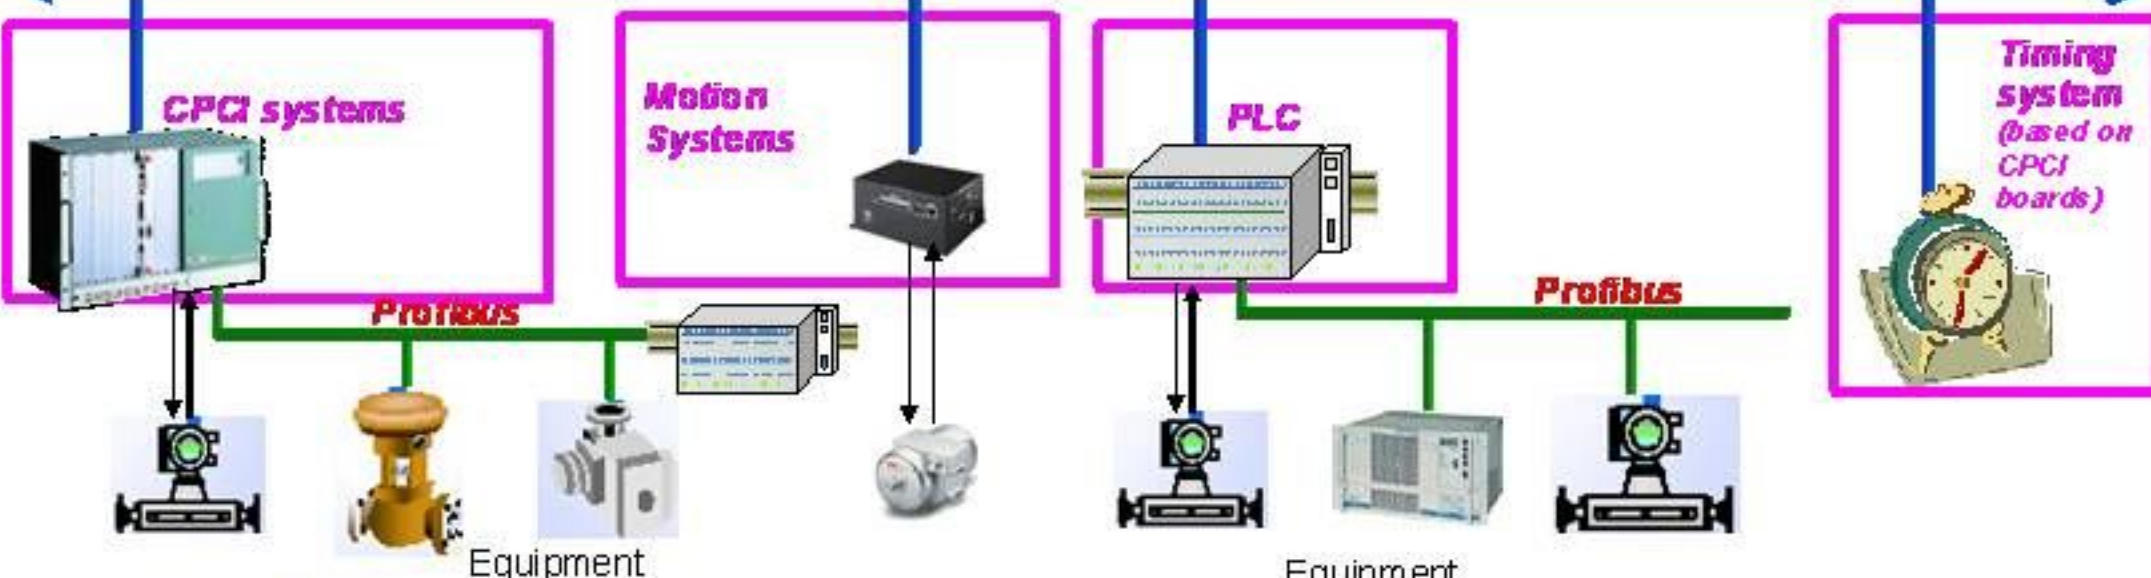 CPCI systems
Motion
Systems
PLC
Timing
system
(based on
CPCI
boards)
Profibus
Profibus
Equipment
Equipment